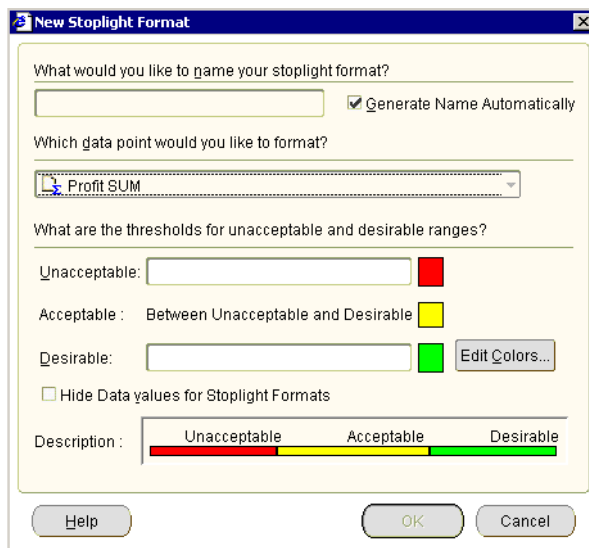 New Stoplight Format
What would you like to name your stoplight format?
Generate Name Automatically
Which data point would you like to format?
Profit SUM
What are the thresholds for unacceptable and desirable ranges?
Unacceptable:
Acceptable : Between Unacceptable and Desirable
Desirable: Edit Colors...
Hide Data values for Stoplight Formats
Description : Unacceptable Acceptable Desirable
Help OK Cancel